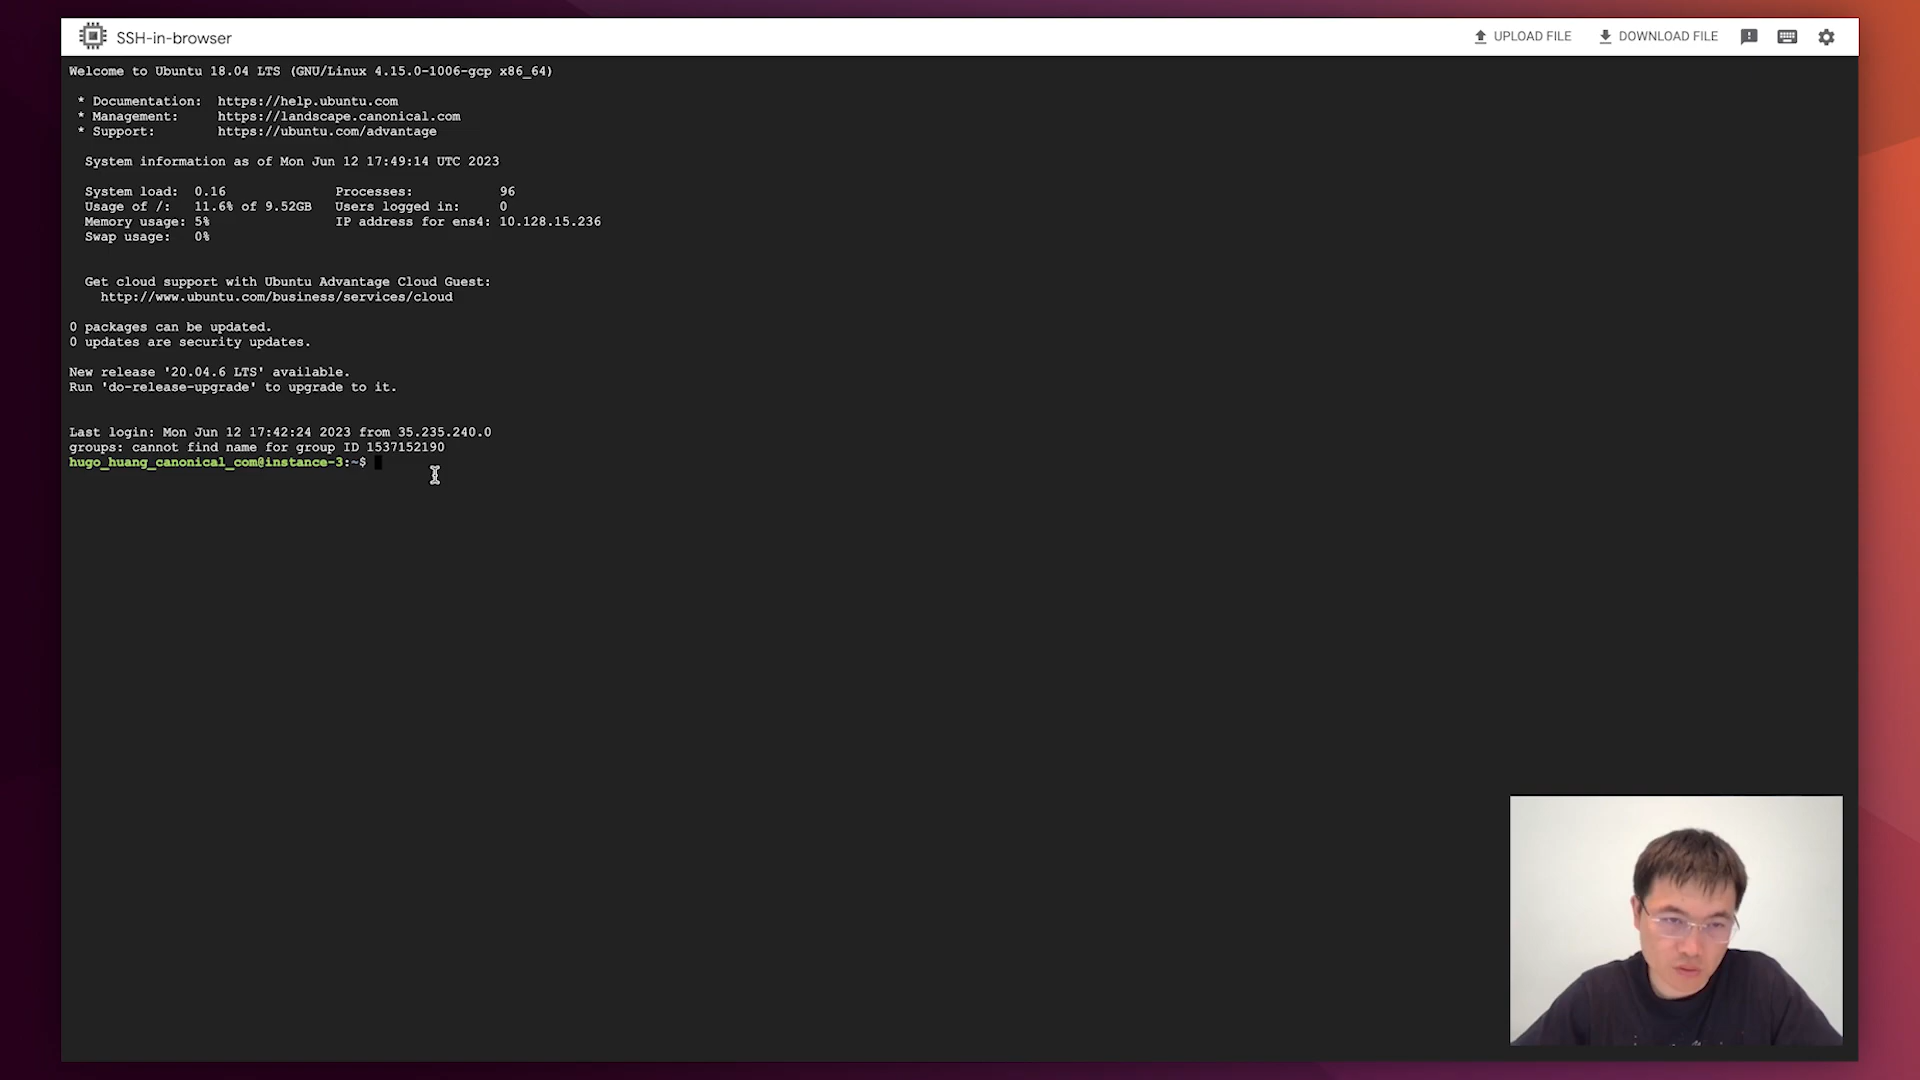 SSH-in-browser
UPLOAD FILE
DOWNLOAD FILE
Welcome to Ubuntu 18.04 LTS (GNU/Linux 4.15.0-1006-gcp x86_64)
* Documentation: https://help.ubuntu.com
* Management: https://landscape.canonical.com
* Support: https://ubuntu.com/advantage
System information as of Mon Jun 12 17:49:14 UTC 2023
System load: 0.16 Processes: 96
Usage of /: 11.6% of 9.52GB Users logged in: 0
Memory usage: 5% IP address for ens4: 10.128.15.236
Swap usage: 0%
Get cloud support with Ubuntu Advantage Cloud Guest:
http://www.ubuntu.com/business/services/cloud
0 packages can be updated.
0 updates are security updates.
New release '20.04.6 LTS' available.
Run 'do-release-upgrade' to upgrade to it.
Last login: Mon Jun 12 17:42:24 2023 from 35.235.240.0
groups: cannot find name for group ID 1537152190
hugo_huang_canonical_com@instance-3:~$